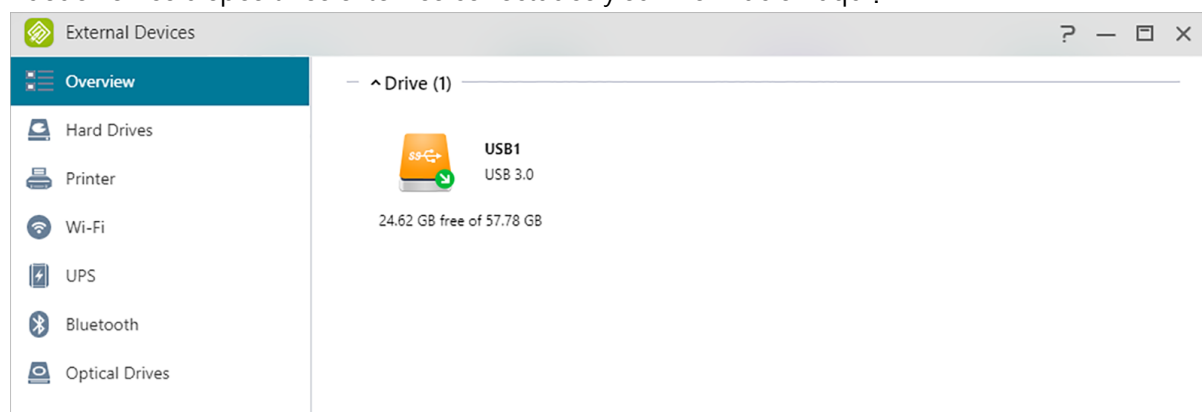 External Devices
Overview
Hard Drives
Printer
Wi-Fi
UPS
Bluetooth
Optical Drives
Drive (1)
USB1
USB 3.0
24.62 GB free of 57.78 GB